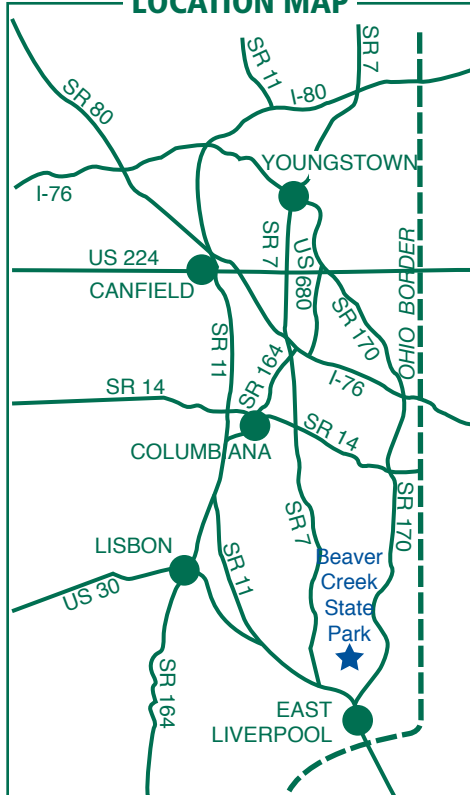 LOCATION MAP
SR 11
SR 7
SR 80
I-80
YOUNGSTOWN
I-76
SR 7
US 680
US 224
CANFIELD
OHIO BORDER
SR 170
SR 11
SR 164
I-76
SR 14
COLUMBIANA
SR 14
SR 170
SR 7
LISBON
SR 11
Beaver
Creek
State
Park
US 30
SR 164
EAST
LIVERPOOL